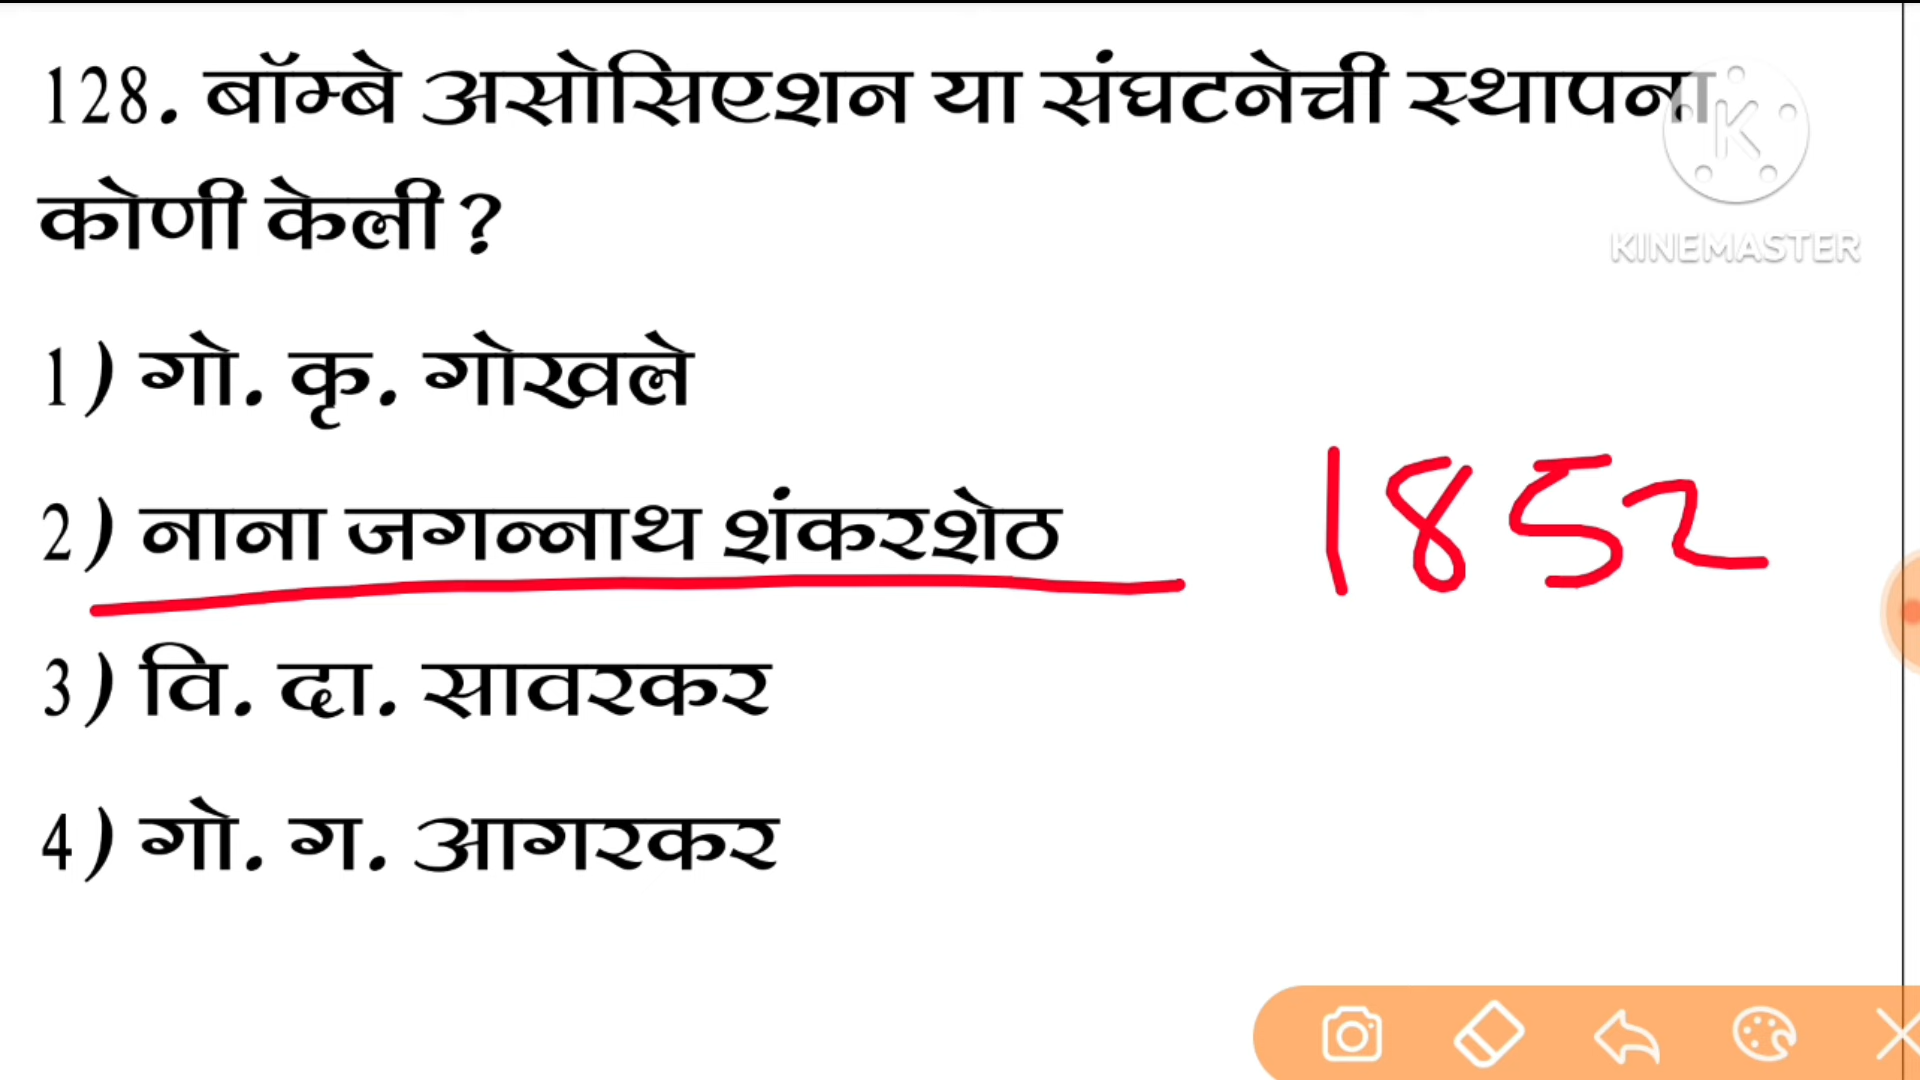 128. बॉम्बे असोसिएशन या संघटनेची स्थापना
कोणी केली?
KINEMASTER
1) गो. कृ. गोखले
2) नाना जगन्नाथ शंकरशेठ
1852
3) वि. दा. सावरकर
4) गो. ग. आगरकर